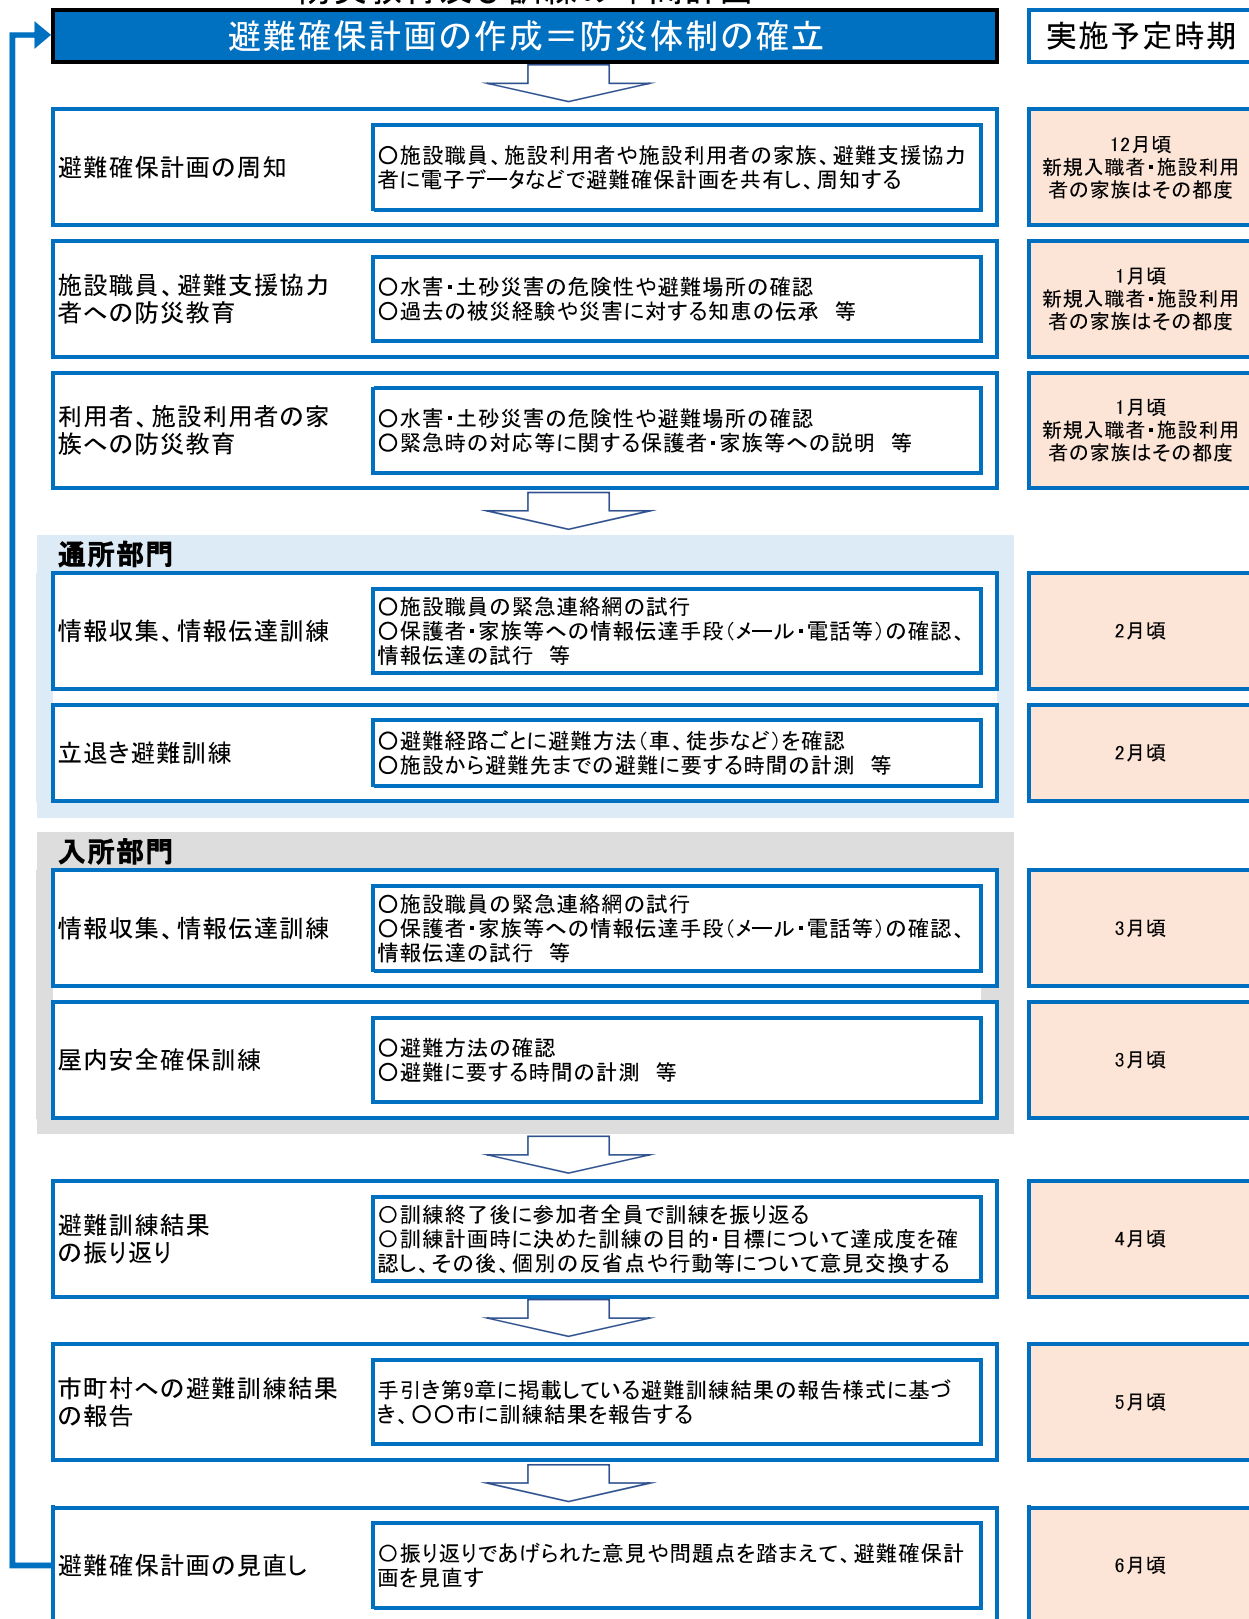 避難確保計画の作成＝防災体制の確立
実施予定時期
避難確保計画の周知
〇施設職員、施設利用者や施設利用者の家族、避難支援協力
者に電子データなどで避難確保計画を共有し、周知する
12月頃
新規入職者・施設利用
者の家族はその都度
施設職員、避難支援協力
者への防災教育
〇水害・土砂災害の危険性や避難場所の確認
〇過去の被災経験や災害に対する知恵の伝承　等
1月頃
新規入職者・施設利用
者の家族はその都度
利用者、施設利用者の家
族への防災教育
〇水害・土砂災害の危険性や避難場所の確認
〇緊急時の対応等に関する保護者・家族等への説明　等
1月頃
新規入職者・施設利用
者の家族はその都度
通所部門
情報収集、情報伝達訓練
〇施設職員の緊急連絡網の試行
〇保護者・家族等への情報伝達手段（メール・電話等）の確認、
情報伝達の試行　等
2月頃
立退き避難訓練
〇避難経路ごとに避難方法（車、徒歩など）を確認
〇施設から避難先までの避難に要する時間の計測　等
2月頃
入所部門
情報収集、情報伝達訓練
〇施設職員の緊急連絡網の試行
〇保護者・家族等への情報伝達手段（メール・電話等）の確認、
情報伝達の試行　等
3月頃
屋内安全確保訓練
〇避難方法の確認
〇避難に要する時間の計測　等
3月頃
避難訓練結果
の振り返り
〇訓練終了後に参加者全員で訓練を振り返る
〇訓練計画時に決めた訓練の目的・目標について達成度を確
認し、その後、個別の反省点や行動等について意見交換する
4月頃
市町村への避難訓練結果
の報告
手引き第9章に掲載している避難訓練結果の報告様式に基づ
き、〇〇市に訓練結果を報告する
5月頃
避難確保計画の見直し
〇振り返りであげられた意見や問題点を踏まえて、避難確保計
画を見直す
6月頃